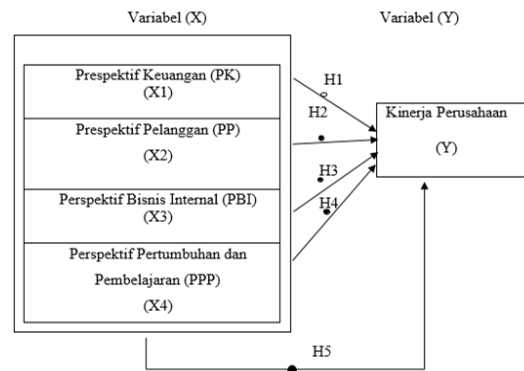 Variabel (X)
Variabel (Y)
Prespektif Keuangan (PK)
(X1)
Prespektif Pelanggan (PP)
(X2)
Perspektif Bisnis Internal (PBI)
(X3)
Perspektif Pertumbuhan dan
Pembelajaran (PPP)
(X4)
H1
H2
H3
H4
Kinerja Perusahaan
(Y)
H5